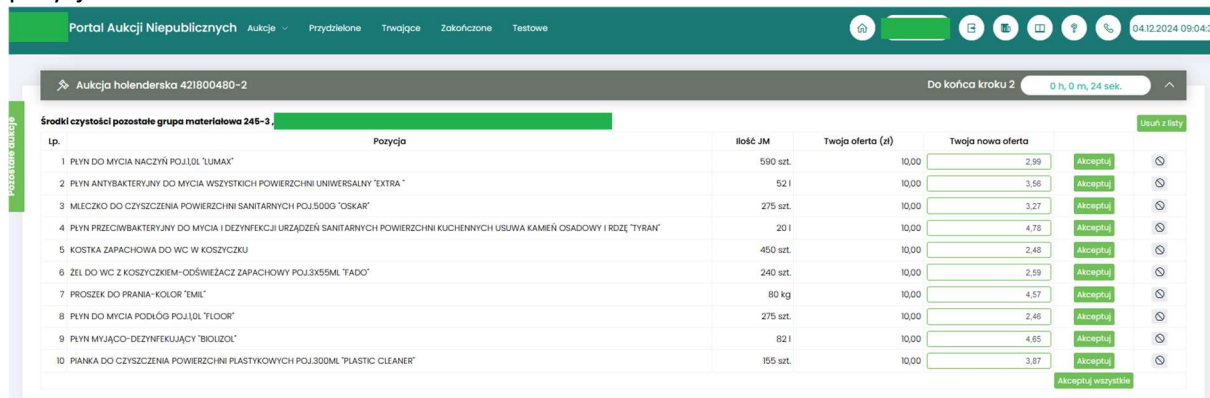 Portal Aukcji Niepublicznych Aukcje Przydzielone Trwające Zakończone Testowe 04.12.2024 09:04:3
Aukcja holenderska 421800480-2 Do końca kroku 2 0 h, 0 m, 24 sek.
Pozostałe aukcje
Środki czystości pozostałe grupa materiałowa 245-3 , Usuń z listy
Lp. Pozycja Ilość JM Twoja oferta (zł) Twoja nowa oferta
1 PŁYN DO MYCIA NACZYŃ POJ.1,0L "LUMAX" 590 szt. 10,00 2,99 Akceptuj
2 PŁYN ANTYBAKTERYJNY DO MYCIA WSZYSTKICH POWIERZCHNI UNIWERSALNY "EXTRA " 52 l 10,00 3,56 Akceptuj
3 MLECZKO DO CZYSZCZENIA POWIERZCHNI SANITARNYCH POJ.500G "OSKAR" 275 szt. 10,00 3,27 Akceptuj
4 PŁYN PRZECIWBAKTERYJNY DO MYCIA I DEZYNFEKCJI URZĄDZEŃ SANITARNYCH POWIERZCHNI KUCHENNYCH USUWA KAMIEŃ OSADOWY I RDZĘ "TYRAN" 20 l 10,00 4,78 Akceptuj
5 KOSTKA ZAPACHOWA DO WC W KOSZYCZKU 450 szt. 10,00 2,48 Akceptuj
6 ŻEL DO WC Z KOSZYCZKIEM-ODŚWIEŻACZ ZAPACHOWY POJ.3X55ML "FADO" 240 szt. 10,00 2,59 Akceptuj
7 PROSZEK DO PRANIA-KOLOR "EMIL" 80 kg 10,00 4,57 Akceptuj
8 PŁYN DO MYCIA PODŁÓG POJ.1,0L "FLOOR" 275 szt. 10,00 2,46 Akceptuj
9 PŁYN MYJĄCO-DEZYNFEKUJĄCY "BIOLIZOL" 82 l 10,00 4,65 Akceptuj
10 PIANKA DO CZYSZCZENIA POWIERZCHNI PLASTYKOWYCH POJ.300ML "PLASTIC CLEANER" 155 szt. 10,00 3,87 Akceptuj
Akceptuj wszystkie